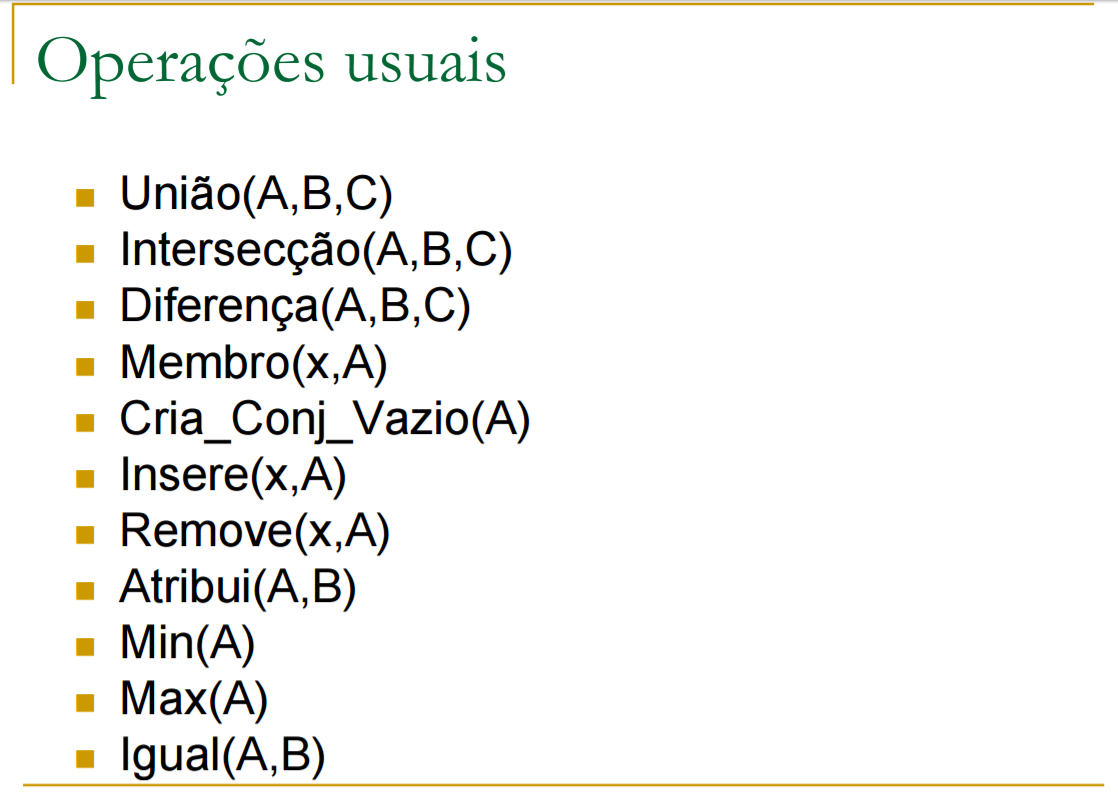 Operações usuais
União(A,B,C)
Intersecção(A,B,C)
Diferença(A,B,C)
Membro(x,A)
Cria_Conj_Vazio(A)
Insere(x,A)
Remove(x,A)
Atribui(A,B)
Min(A)
Max(A)
Igual(A,B)